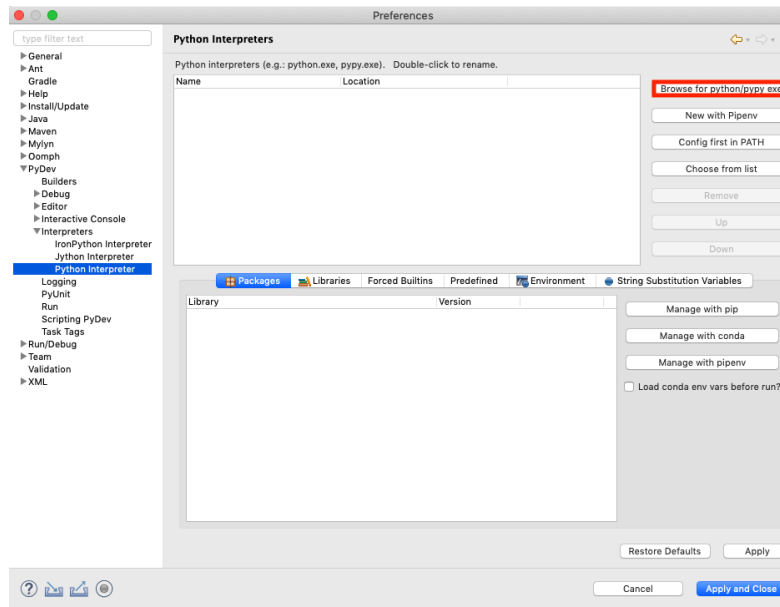 Preferences
type filter text
General
Ant
Gradle
Help
Install/Update
Java
Maven
Mylyn
Oomph
PyDev
Builders
Debug
Editor
Interactive Console
Interpreters
IronPython Interpreter
Jython Interpreter
Python Interpreter
Logging
PyUnit
Run
Scripting PyDev
Task Tags
Run/Debug
Team
Validation
XML
Python Interpreters
Python interpreters (e.g.: python.exe, pypy.exe). Double-click to rename.
Name Location
Browse for python/pypy exe
New with Pipenv
Config first in PATH
Choose from list
Remove
Up
Down
Packages Libraries Forced Builtins Predefined Environment String Substitution Variables
Library Version
Manage with pip
Manage with conda
Manage with pipenv
Load conda env vars before run?
Restore Defaults Apply
? Cancel Apply and Close